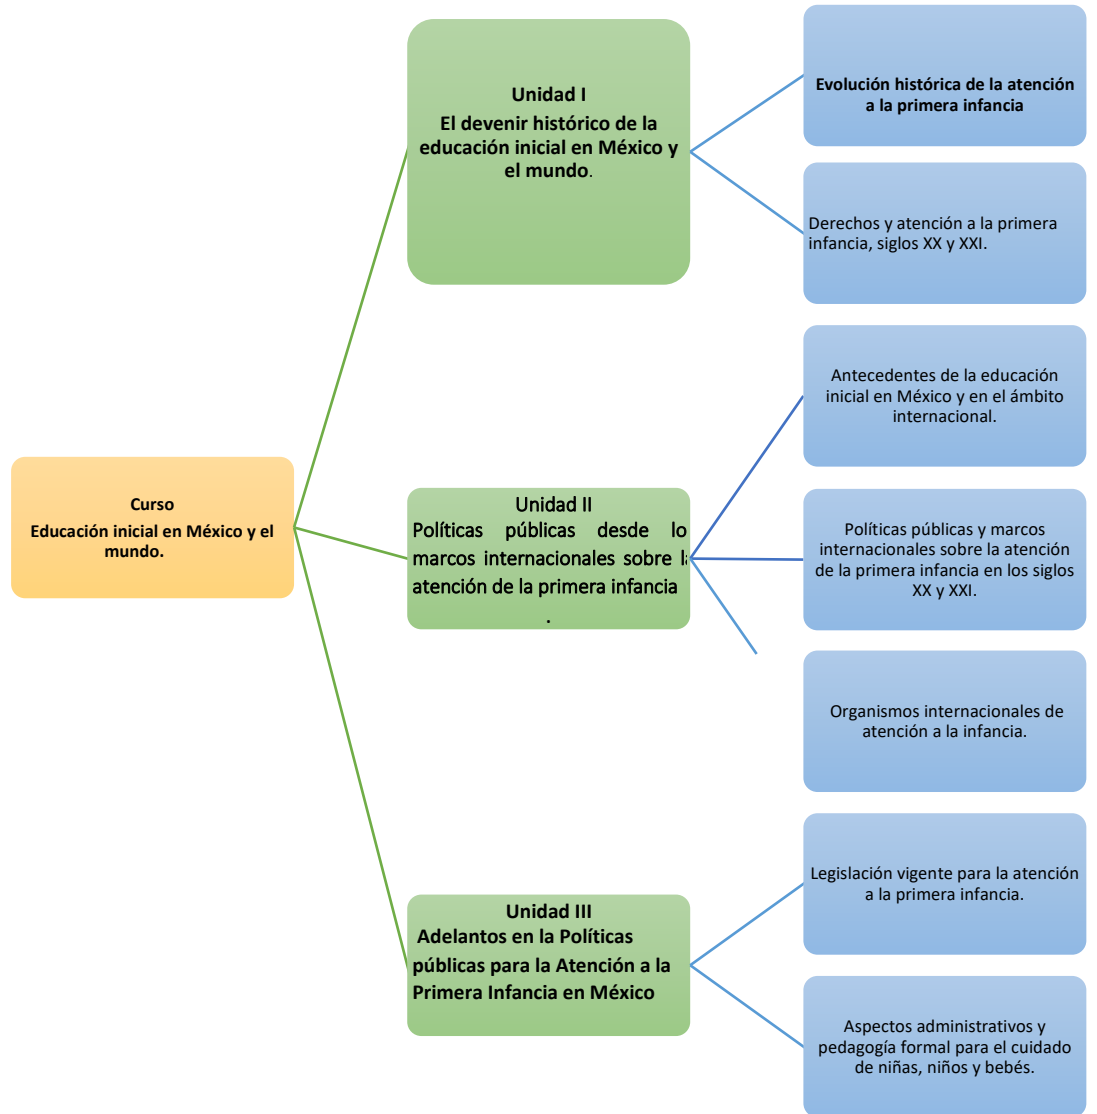 Curso
Educación inicial en México y el
mundo.
Unidad I
El devenir histórico de la
educación inicial en México y
el mundo.
Evolución histórica de la atención
a la primera infancia
Derechos y atención a la primera
infancia, siglos XX y XXI.
Unidad II
Políticas públicas desde lo
marcos internacionales sobre l
atención de la primera infancia
.
Antecedentes de la educación
inicial en México y en el ámbito
internacional.
Políticas públicas y marcos
internacionales sobre la atención
de la primera infancia en los siglos
XX y XXI.
Organismos internacionales de
atención a la infancia.
Unidad III
Adelantos en la Políticas
públicas para la Atención a la
Primera Infancia en México
Legislación vigente para la atención
a la primera infancia.
Aspectos administrativos y
pedagogía formal para el cuidado
de niñas, niños y bebés.